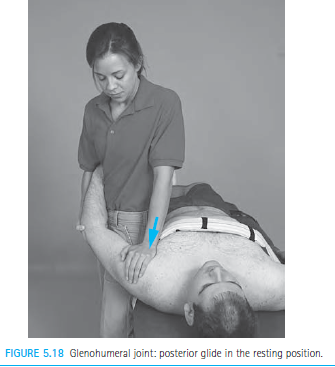 FIGURE 5.18 Glenohumeral joint: posterior glide in the resting position.